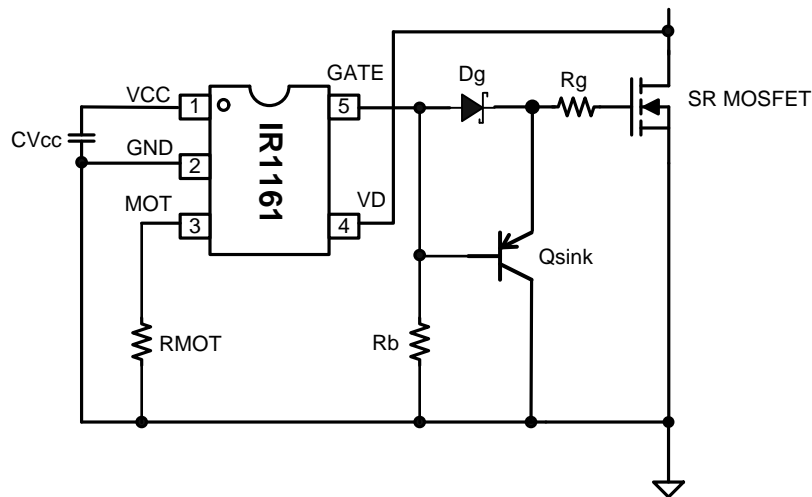 GATE
Dg
Rg
SR MOSFET
VCC
1
5
CVcc
GND
2
IR1161
MOT
3
VD
4
Qsink
RMOT
Rb